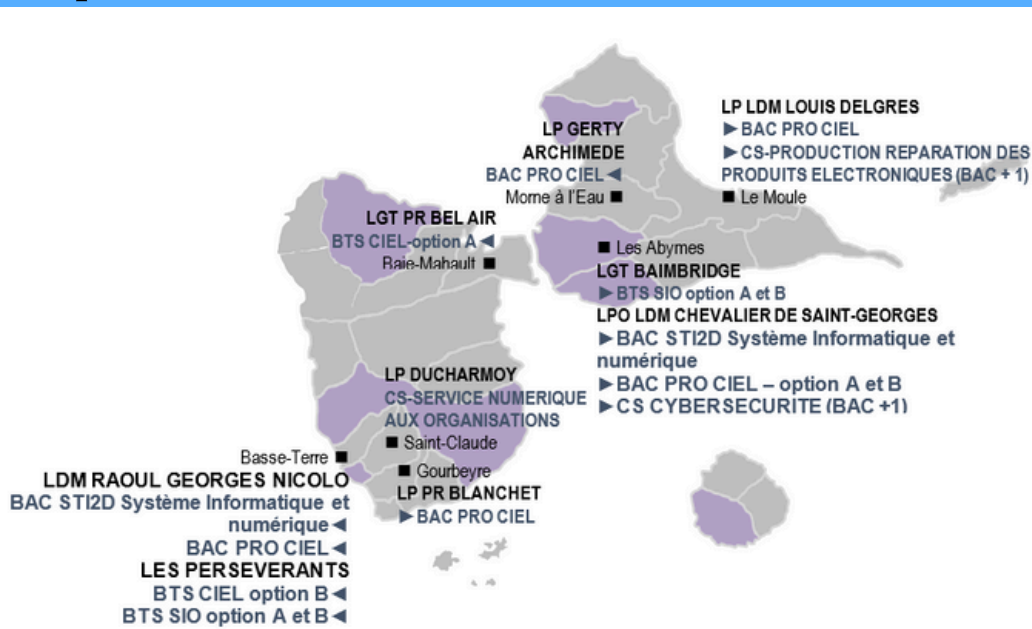 LP GERTY
ARCHIMEDE
BAC PRO CIEL◄
Morne à l'Eau ■
LP LDM LOUIS DELGRES
►BAC PRO CIEL
►CS-PRODUCTION REPARATION DES
PRODUITS ELECTRONIQUES (BAC + 1)
■ Le Moule
LGT PR BEL AIR
BTS CIEL-option A◄
Baie-Mahault ■
■ Les Abymes
LGT BAIMBRIDGE
►BTS SIO option A et B
LPO LDM CHEVALIER DE SAINT-GEORGES
►BAC STI2D Système Informatique et
numérique
►BAC PRO CIEL – option A et B
►CS CYBERSECURITE (BAC +1)
LP DUCHARMOY
CS-SERVICE NUMERIQUE
AUX ORGANISATIONS
■ Saint-Claude
Basse-Terre ■
LDM RAOUL GEORGES NICOLO
BAC STI2D Système Informatique et
numérique◄
BAC PRO CIEL◄
LES PERSEVERANTS
BTS CIEL option B◄
BTS SIO option A et B◄
■ Gourbeyre
LP PR BLANCHET
►BAC PRO CIEL